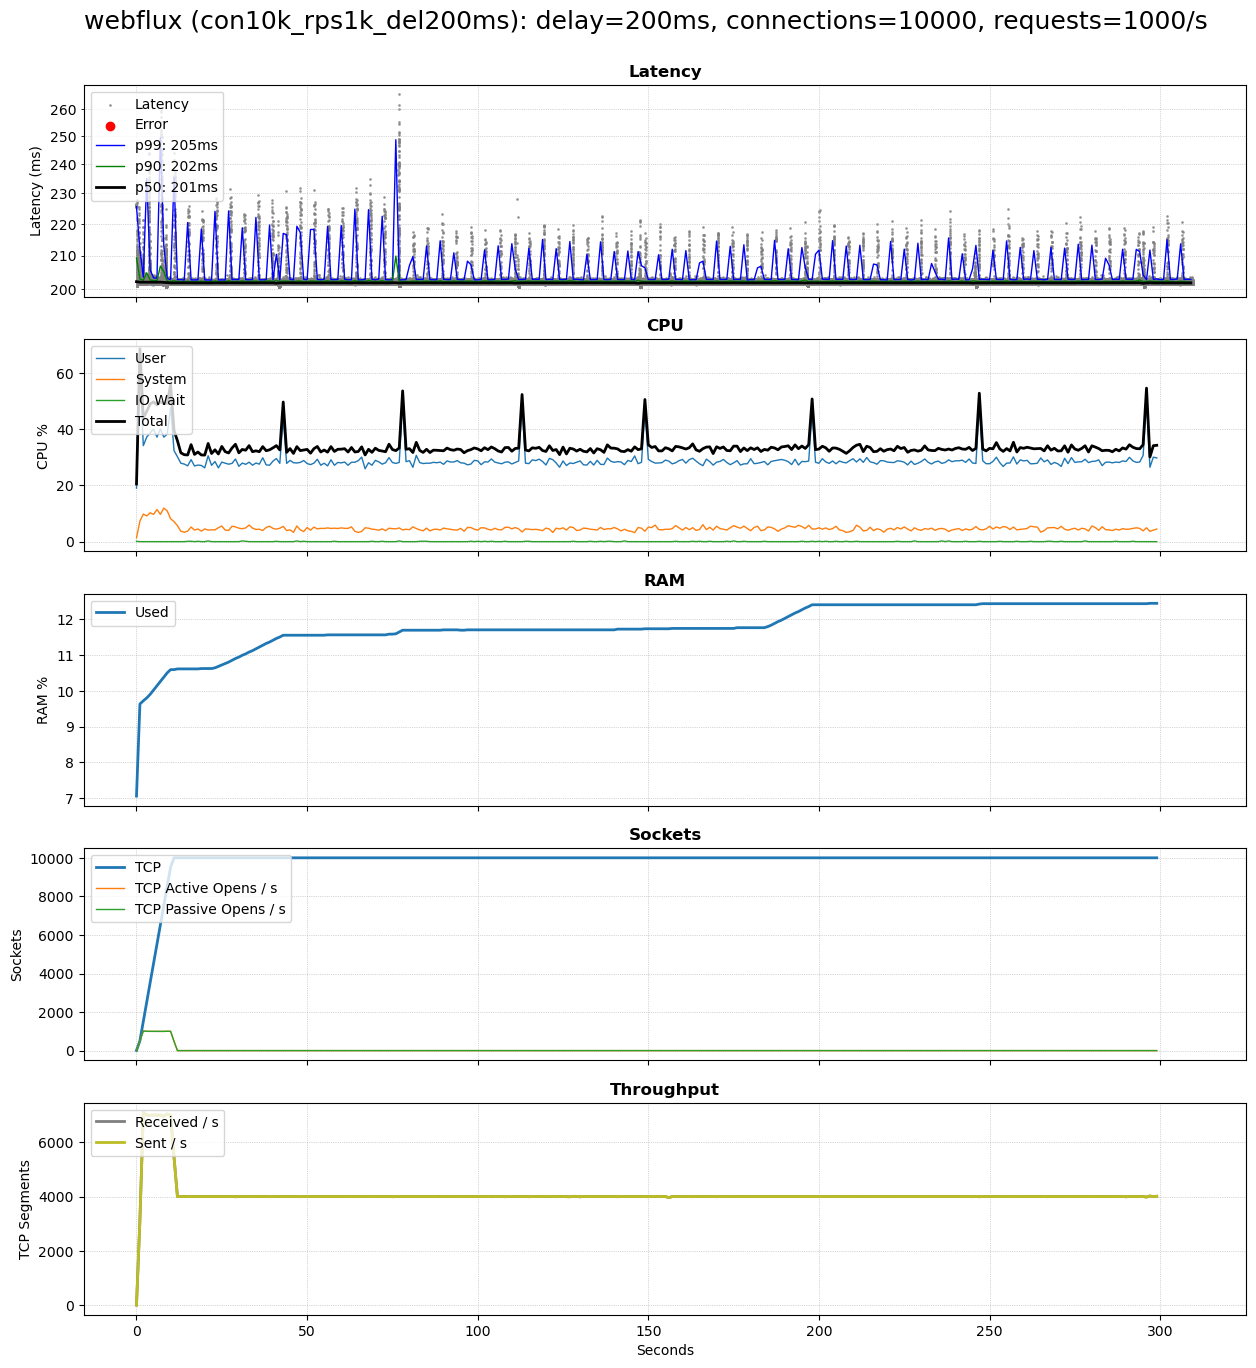 webflux (con10k_rps1k_del200ms): delay=200ms, connections=10000, requests=1000/s
Latency
Latency (ms)
260
250
240
230
220
210
200
Latency
Error
p99: 205ms
p90: 202ms
p50: 201ms
CPU
CPU %
60
40
20
0
User
System
IO Wait
Total
RAM
RAM %
12
11
10
9
8
7
Used
Sockets
Sockets
10000
8000
6000
4000
2000
0
TCP
TCP Active Opens / s
TCP Passive Opens / s
Throughput
TCP Segments
6000
4000
2000
0
Received / s
Sent / s
0 50 100 150 200 250 300
Seconds